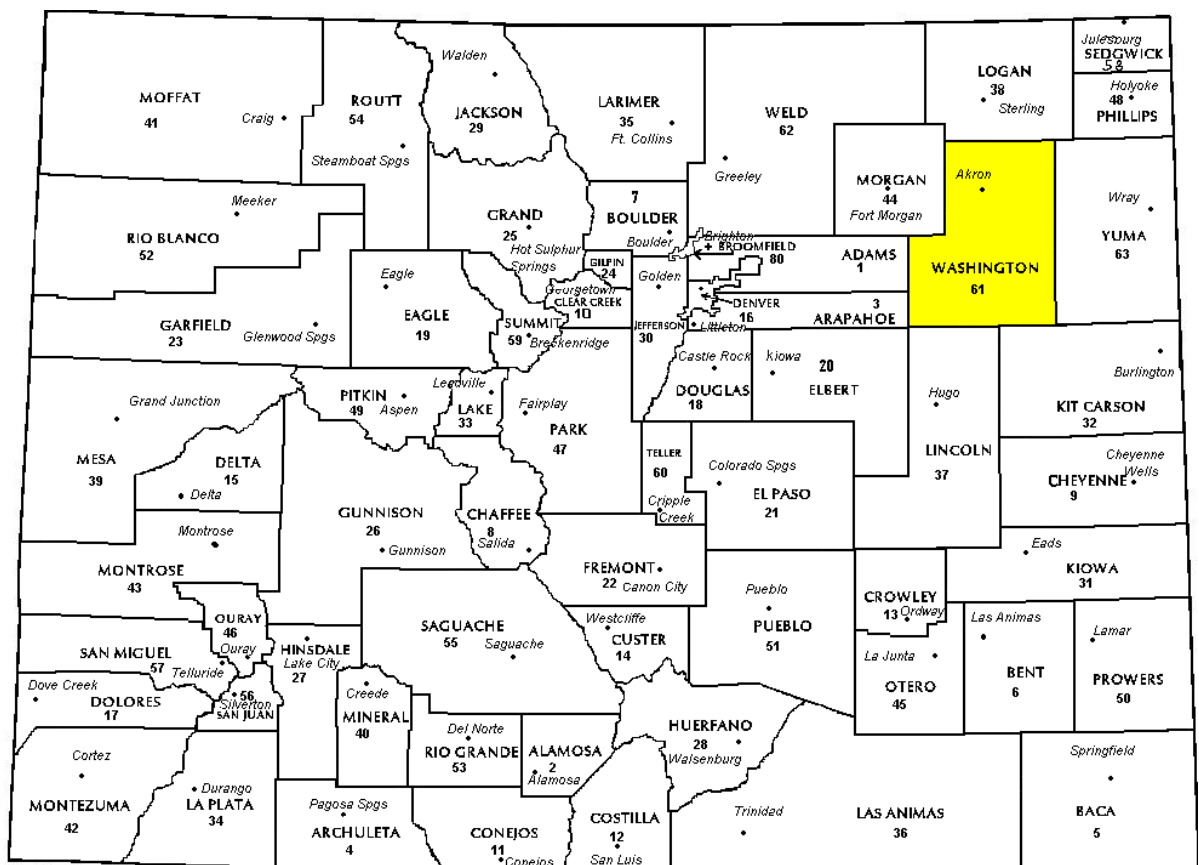 Julesburg
SEDGWICK
58
LOGAN
38
Sterling
Holyoke
48
PHILLIPS
MOFFAT
41
Craig
ROUTT
54
Steamboat Spgs
Walden
JACKSON
29
LARIMER
35
Ft. Collins
WELD
62
Greeley
MORGAN
44
Fort Morgan
Akron
WASHINGTON
61
Wray
YUMA
63
Meeker
RIO BLANCO
52
GRAND
25
Hot Sulphur
Springs
7
BOULDER
Boulder
Brighton
+ BROOMFIELD
80
ADAMS
1
GILPIN
24
Golden
Georgetown
CLEAR CREEK
10
DENVER
16
3
ARAPAHOE
Littleton
JEFFERSON
30
GARFIELD
23
Glenwood Spgs
Eagle
EAGLE
19
SUMMIT
59
Breckenridge
Castle Rock
DOUGLAS
18
kiowa
20
ELBERT
Hugo
LINCOLN
37
Burlington
KIT CARSON
32
Grand Junction
MESA
39
PITKIN
49
Aspen
Leadville
LAKE
33
Fairplay
PARK
47
TELLER
60
Cripple
Creek
Colorado Spgs
EL PASO
21
Cheyenne
Wells
CHEYENNE
9
DELTA
15
Delta
GUNNISON
26
Gunnison
CHAFFEE
8
Salida
Montrose
MONTROSE
43
FREMONT
22
Canon City
Pueblo
PUEBLO
51
CROWLEY
13
Ordway
Eads
KIOWA
31
OURAY
46
Ouray
SAN MIGUEL
57
Telluride
HINSDALE
Lake City
27
SAGUACHE
55
Saguache
Westcliffe
CUSTER
14
La Junta
OTERO
45
Las Animas
BENT
6
Lamar
PROWERS
50
Dove Creek
DOLORES
17
56
Silverton
SAN JUAN
Creede
MINERAL
40
Del Norte
RIO GRANDE
53
ALAMOSA
2
Alamosa
HUERFANO
28
Walsenburg
Cortez
MONTEZUMA
42
Durango
LA PLATA
34
Pagosa Spgs
ARCHULETA
4
CONEJOS
11
Conejos
COSTILLA
12
San Luis
Trinidad
LAS ANIMAS
36
Springfield
BACA
5